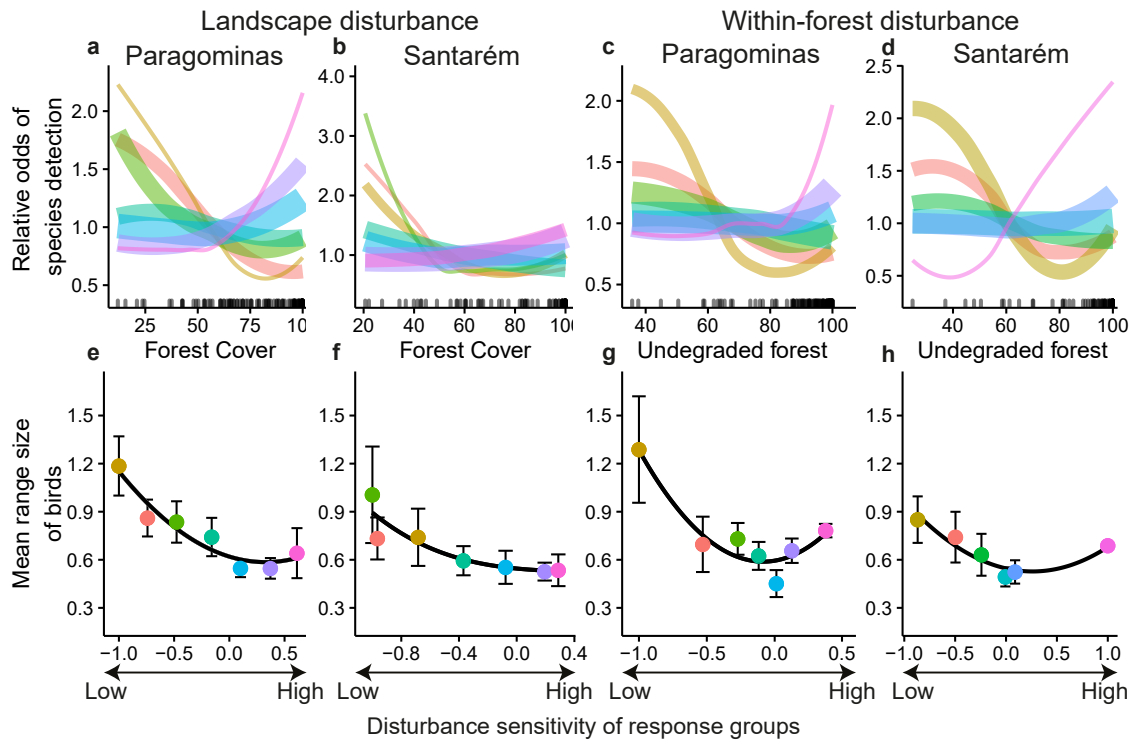 Landscape disturbance Within-forest disturbance
a b c d
Paragominas Santarém Paragominas Santarém
Relative odds of
species detection
2.0
1.5
1.0
0.5
4.0
3.0
2.0
1.0
2.0
1.5
1.0
0.5
2.5
2.0
1.5
1.0
0.5
25 50 75 100
20 40 60 80 100
40 60 80 100
40 60 80 100
Forest Cover Forest Cover Undegraded forest Undegraded forest
e f g h
Mean range size
of birds
1.5
1.2
0.9
0.6
0.3
1.5
1.2
0.9
0.6
0.3
1.5
1.2
0.9
0.6
0.3
1.5
1.2
0.9
0.6
0.3
−1.0 −0.5 0.0 0.5
−0.8 −0.4 0.0 0.4
−1.0 −0.5 0.0 0.5
−1.0 −0.5 0.0 1.0
Low High Low High Low High Low High
Disturbance sensitivity of response groups